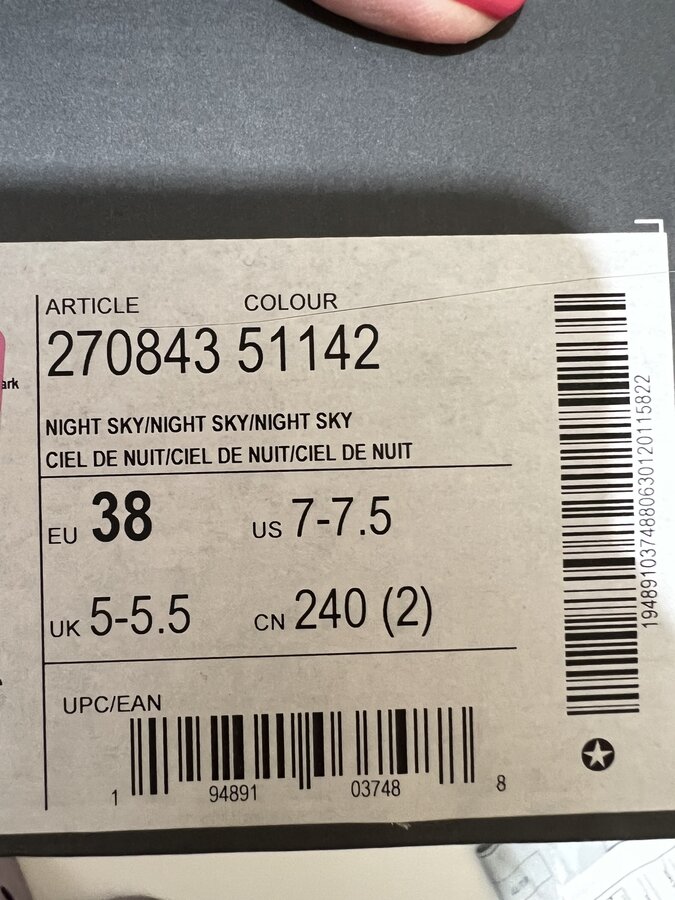 ARTICLE COLOUR
270843 51142
ark
NIGHT SKY/NIGHT SKY/NIGHT SKY
CIEL DE NUIT/CIEL DE NUIT/CIEL DE NUIT
EU 38 US 7-7.5
UK 5-5.5 CN 240 (2)
UPC/EAN
1 94891 03748 8
1948910374880630120115822